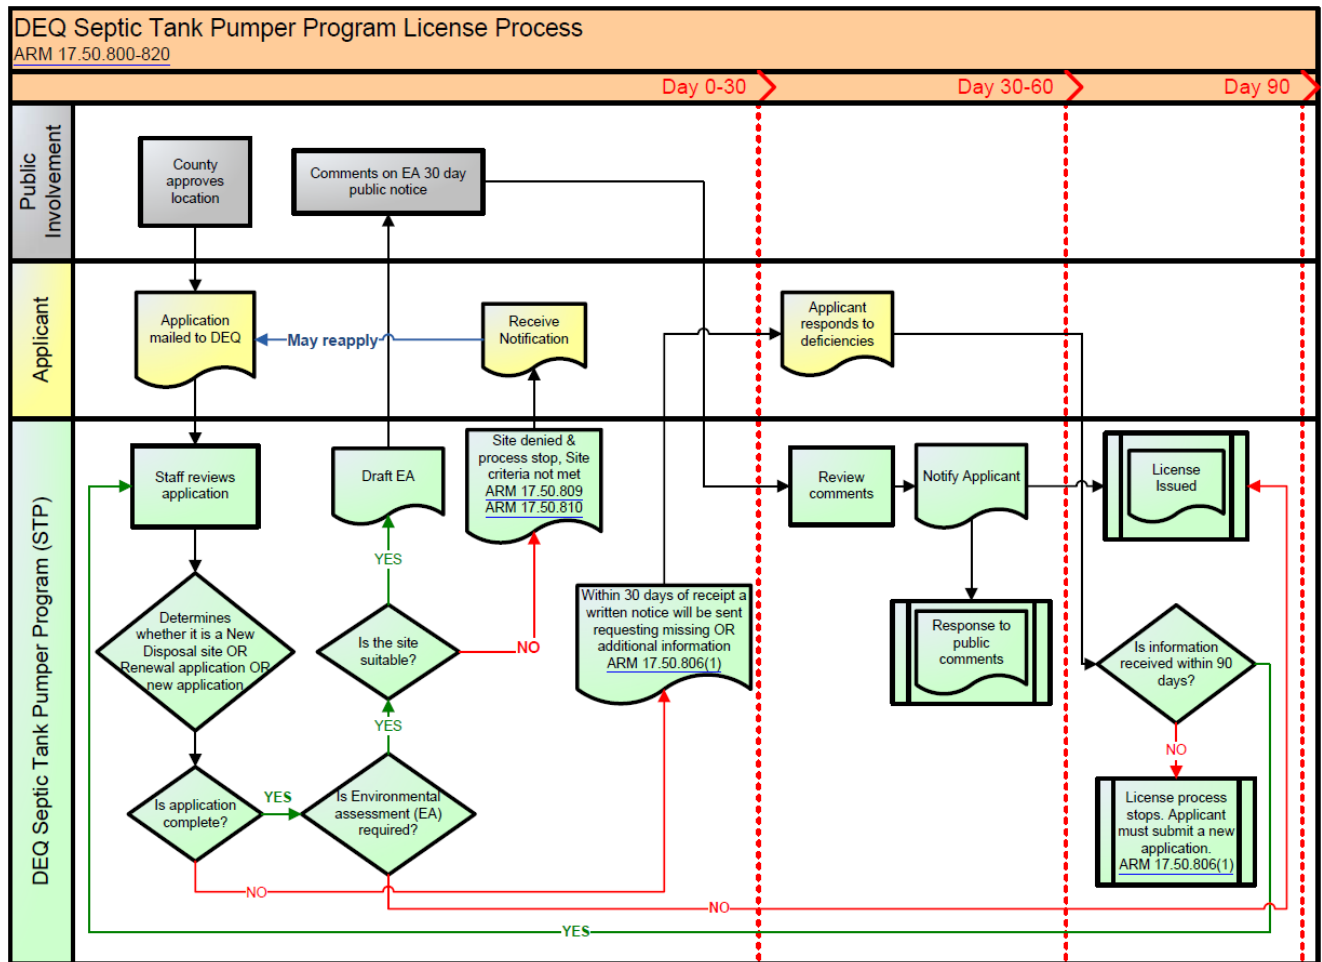 DEQ Septic Tank Pumper Program License Process
ARM 17.50.800-820
Day 0-30
Day 30-60
Day 90
Public
Involvement
County
approves
location
Comments on EA 30 day
public notice
Applicant
Application
mailed to DEQ
May reapply
Receive
Notification
Applicant
responds to
deficiencies
DEQ Septic Tank Pumper Program (STP)
Staff reviews
application
Draft EA
Site denied &
process stop, Site
criteria not met
ARM 17.50.809
ARM 17.50.810
Review
comments
Notify Applicant
License
Issued
YES
Determines
whether it is a New
Disposal site OR
Renewal application OR
new application
Is the site
suitable?
NO
Within 30 days of receipt a
written notice will be sent
requesting missing OR
additional information
ARM 17.50.806(1)
Response to
public
comments
Is information
received within 90
days?
YES
NO
Is application
complete?
YES
Is Environmental
assessment (EA)
required?
License process
stops. Applicant
must submit a new
application.
ARM 17.50.806(1)
NO
NO
YES